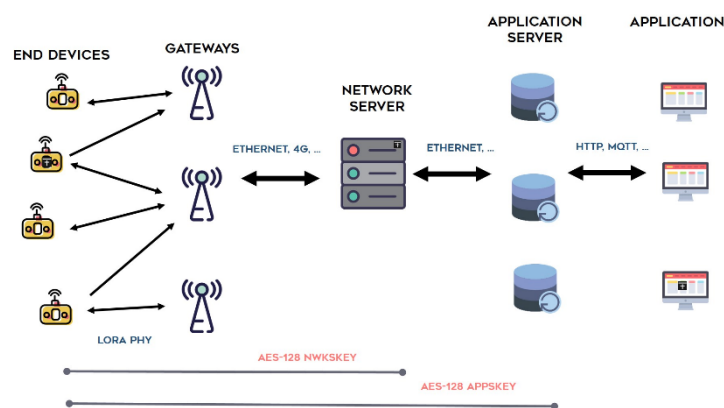 END DEVICES
GATEWAYS
NETWORK
SERVER
APPLICATION
SERVER
APPLICATION
ETHERNET, 4G, ...
ETHERNET, ...
HTTP, MQTT, ...
LORA PHY
AES-128 NWKSKEY
AES-128 APPSKEY